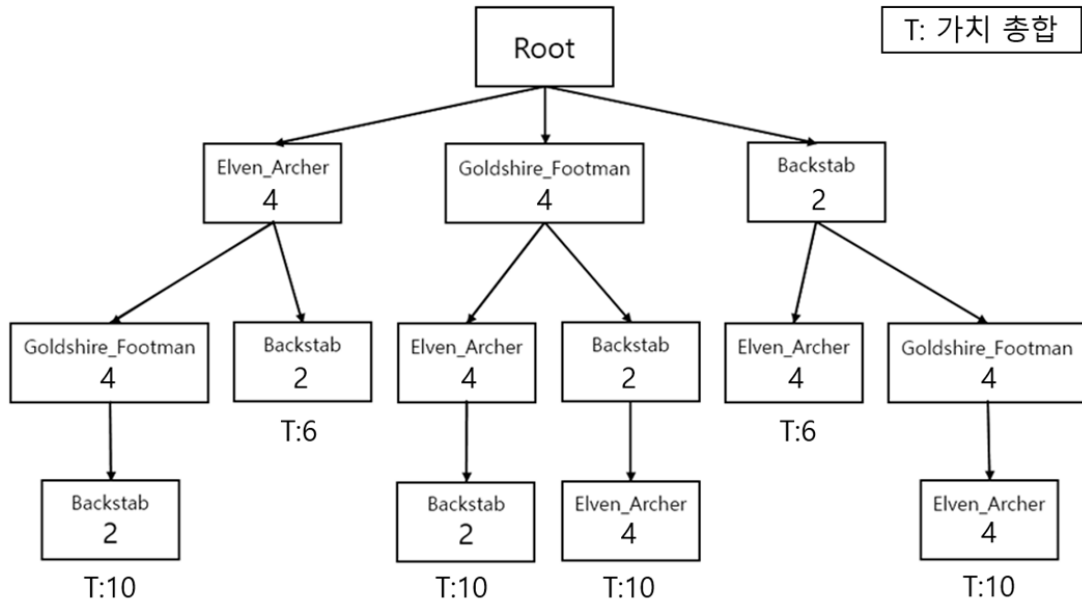 Root
T: 가치 총합
Elven_Archer
4
Goldshire_Footman
4
Backstab
2
Goldshire_Footman
4
Backstab
2
T:6
Elven_Archer
4
Backstab
2
Elven_Archer
4
T:6
Goldshire_Footman
4
Backstab
2
T:10
Backstab
2
T:10
Elven_Archer
4
T:10
Elven_Archer
4
T:10